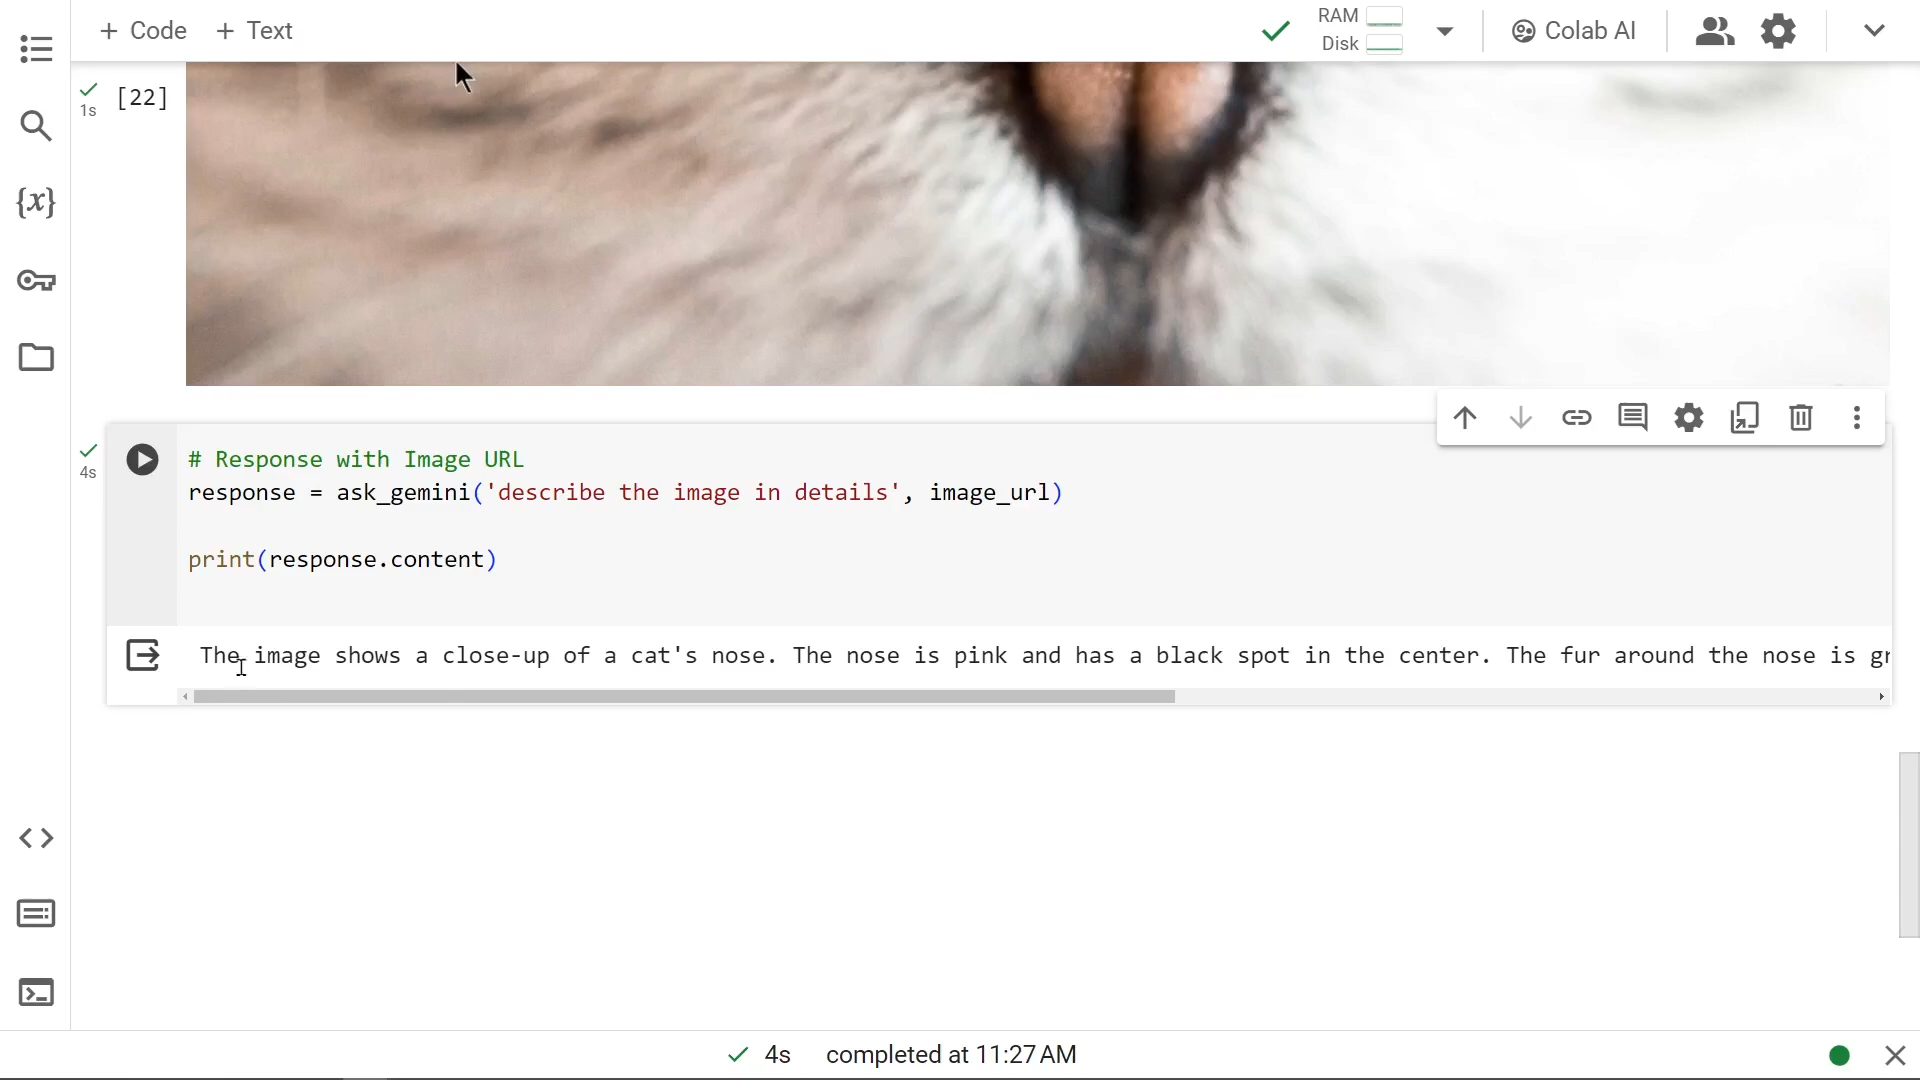 + Code + Text
RAM
Disk
Colab AI
1s [22]
{x}
4s
# Response with Image URL
response = ask_gemini('describe the image in details', image_url)
print(response.content)
The image shows a close-up of a cat's nose. The nose is pink and has a black spot in the center. The fur around the nose is gr
4s completed at 11:27 AM